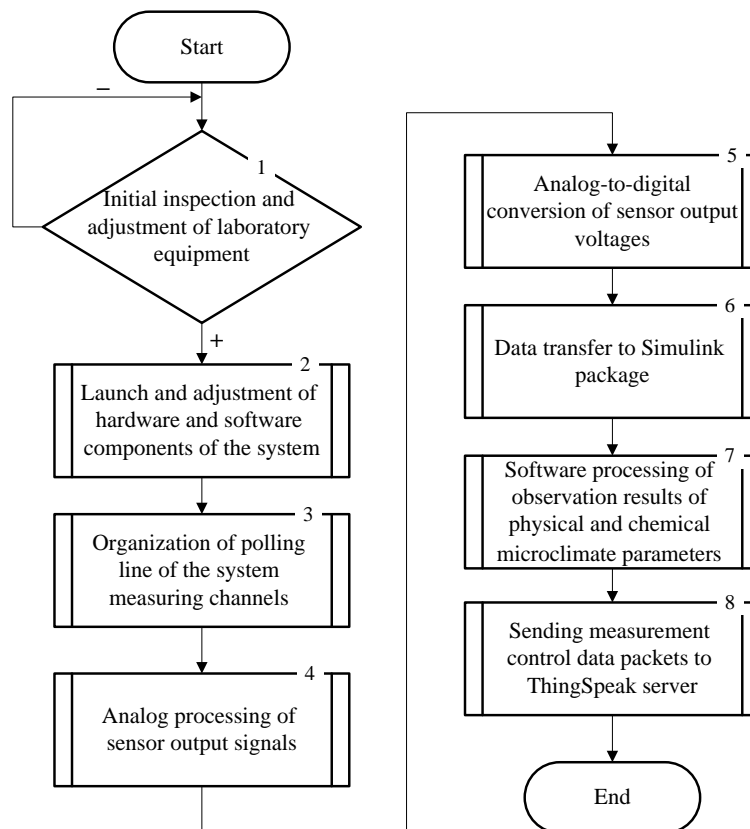 Start
–
1
Initial inspection and
adjustment of laboratory
equipment
+
2
Launch and adjustment of
hardware and software
components of the system
3
Organization of polling
line of the system
measuring channels
4
Analog processing of
sensor output signals
5
Analog-to-digital
conversion of sensor output
voltages
6
Data transfer to Simulink
package
7
Software processing of
observation results of
physical and chemical
microclimate parameters
8
Sending measurement
control data packets to
ThingSpeak server
End